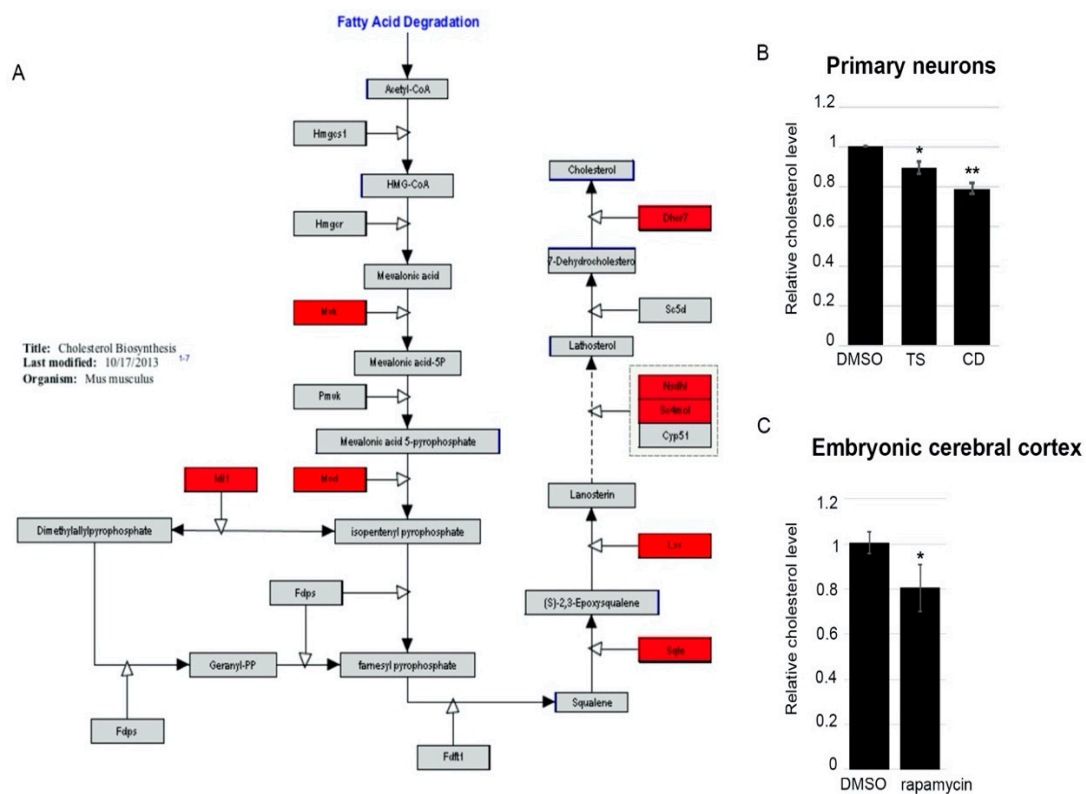 A
Fatty Acid Degradation
Acetyl-CoA
Hmgcs1
HMG-CoA
Hmgcr
Mevalonic acid
Mvk
Mevalonic acid-5P
Pmvk
Mevalonic acid 5-pyrophosphate
Idi1
Mvd
Dimethylallylpyrophosphate
isopentenyl pyrophosphate
Fdps
Geranyl-PP
farnesyl pyrophosphate
Fdps
Fdft1
Title: Cholesterol Biosynthesis
Last modified: 10/17/2013 1-7
Organism: Mus musculus
Cholesterol
Dhcr7
7-Dehydrocholestero
Sc5d
Lathosterol
Nsdhl
Sc4mol
Cyp51
Lanosterin
Lss
(S)-2,3-Epoxysqualene
Sqle
Squalene
B
Primary neurons
Relative cholesterol level
1.2
1
0.8
0.6
0.4
0.2
0
*
**
DMSO TS CD
C
Embryonic cerebral cortex
Relative cholesterol level
1.2
1
0.8
0.6
0.4
0.2
0
*
DMSO rapamycin